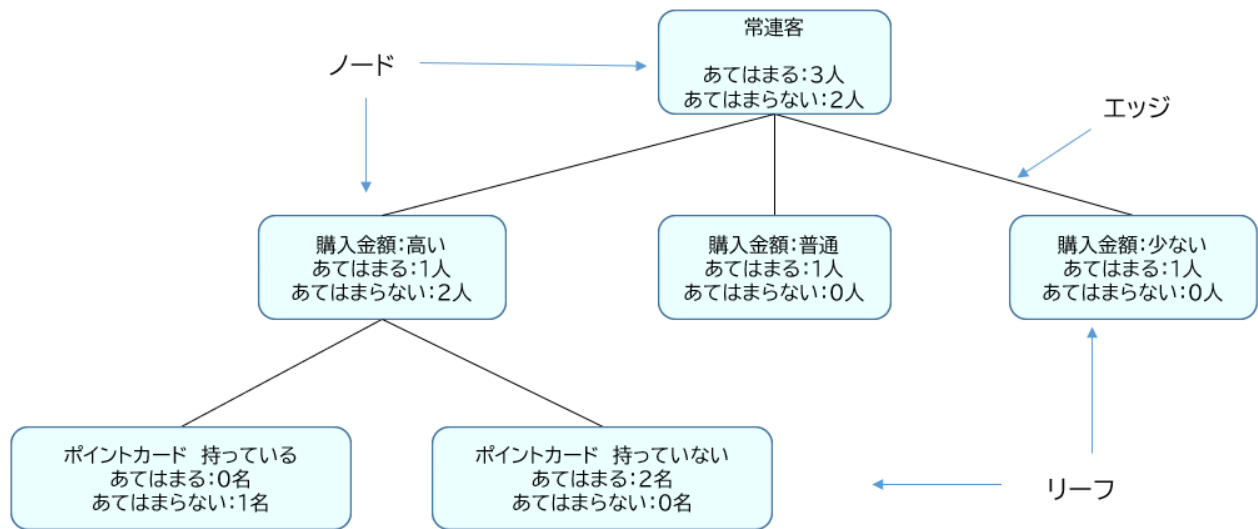 常連客
あてはまる：3人
あてはまらない：2人
ノード
エッジ
購入金額：高い
あてはまる：1人
あてはまらない：2人
購入金額：普通
あてはまる：1人
あてはまらない：0人
購入金額：少ない
あてはまる：1人
あてはまらない：0人
ポイントカード　持っている
あてはまる：0名
あてはまらない：1名
ポイントカード　持っていない
あてはまる：2名
あてはまらない：0名
リーフ